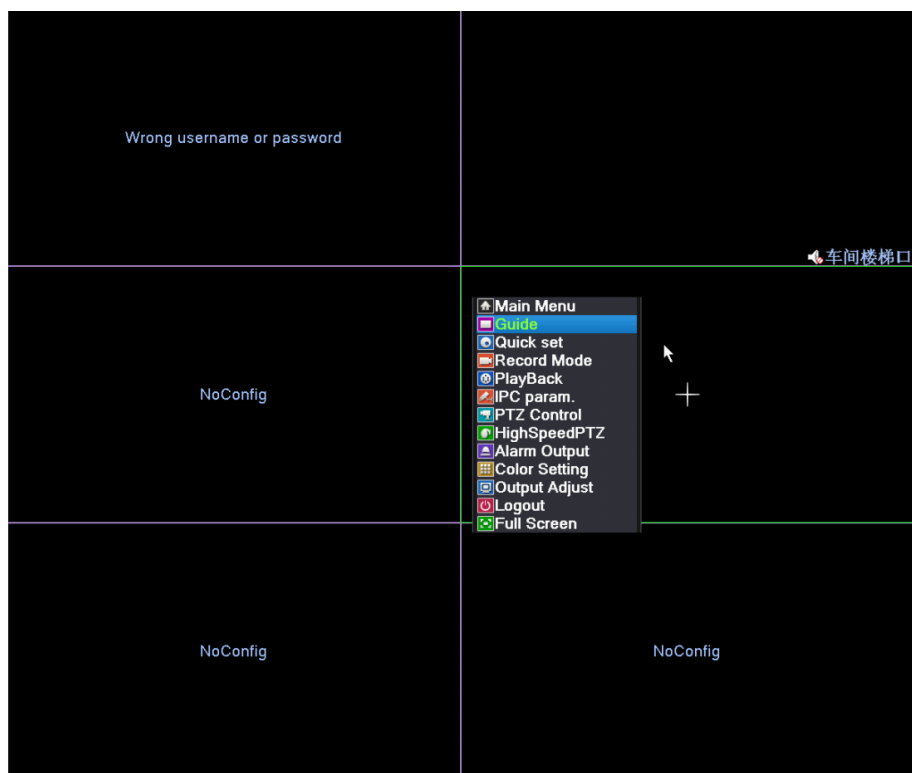 Wrong username or password
车间楼梯口
Main Menu
Guide
Quick set
Record Mode
PlayBack
IPC param.
PTZ Control
HighSpeedPTZ
Alarm Output
Color Setting
Output Adjust
Logout
Full Screen
NoConfig
NoConfig
NoConfig